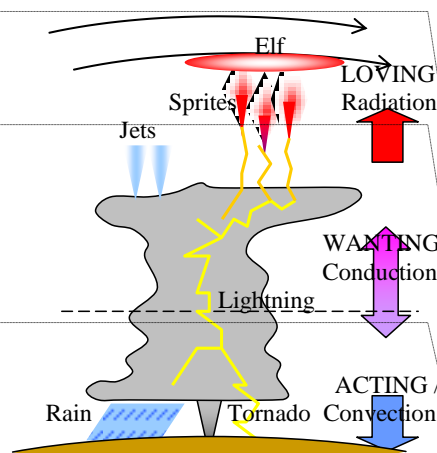 Elf
LOVING
Sprites
Radiation
Jets
WANTING
Conduction
Lightning
ACTING /
Rain
Tornado
Convection